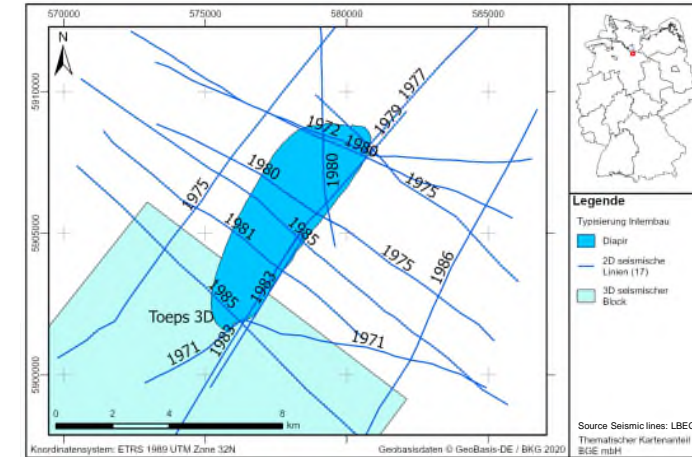 570000
575000
580000
585000
N
5910000
5905000
5900000
1977
1979
1972
1980
1980
1980
1975
1975
1981
1985
1975
1986
1983
1985
Toeps 3D
1983
1971
1971
0 2 4 8
km
Koordinatensystem: ETRS 1989 UTM Zone 32N
Geobasisdaten © GeoBasis-DE / BKG 2020
Legende
Typisierung Internbau
Diapir
2D seismische
Linien (17)
3D seismischer
Block
Source Seismic lines: LBEG
Thematischer Kartenanteil ©
BGE mbH